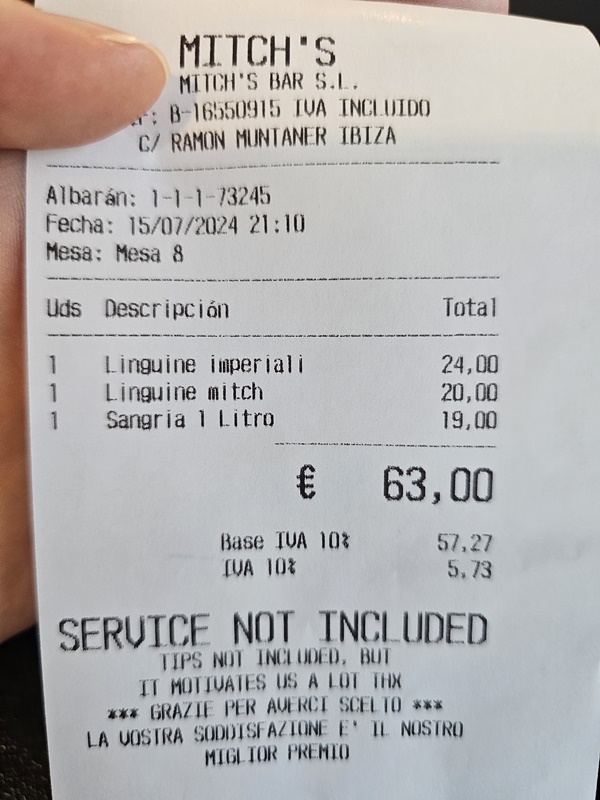 MITCH'S
MITCH'S BAR S.L.
B-16550915 IVA INCLUIDO
C/ RAMON MUNTANER IBIZA
Albarán: 1-1-1-73245
Fecha: 15/07/2024 21:10
Mesa: Mesa 8
Uds Descripción Total
1 Linguine imperiali 24,00
1 Linguine mitch 20,00
1 Sangria 1 Litro 19,00
€ 63,00
Base IVA 10% 57,27
IVA 10% 5,73
SERVICE NOT INCLUDED
TIPS NOT INCLUDED, BUT
IT MOTIVATES US A LOT THX
*** GRAZIE PER AVERCI SCELTO ***
LA VOSTRA SODDISFAZIONE E' IL NOSTRO
MIGLIOR PREMIO